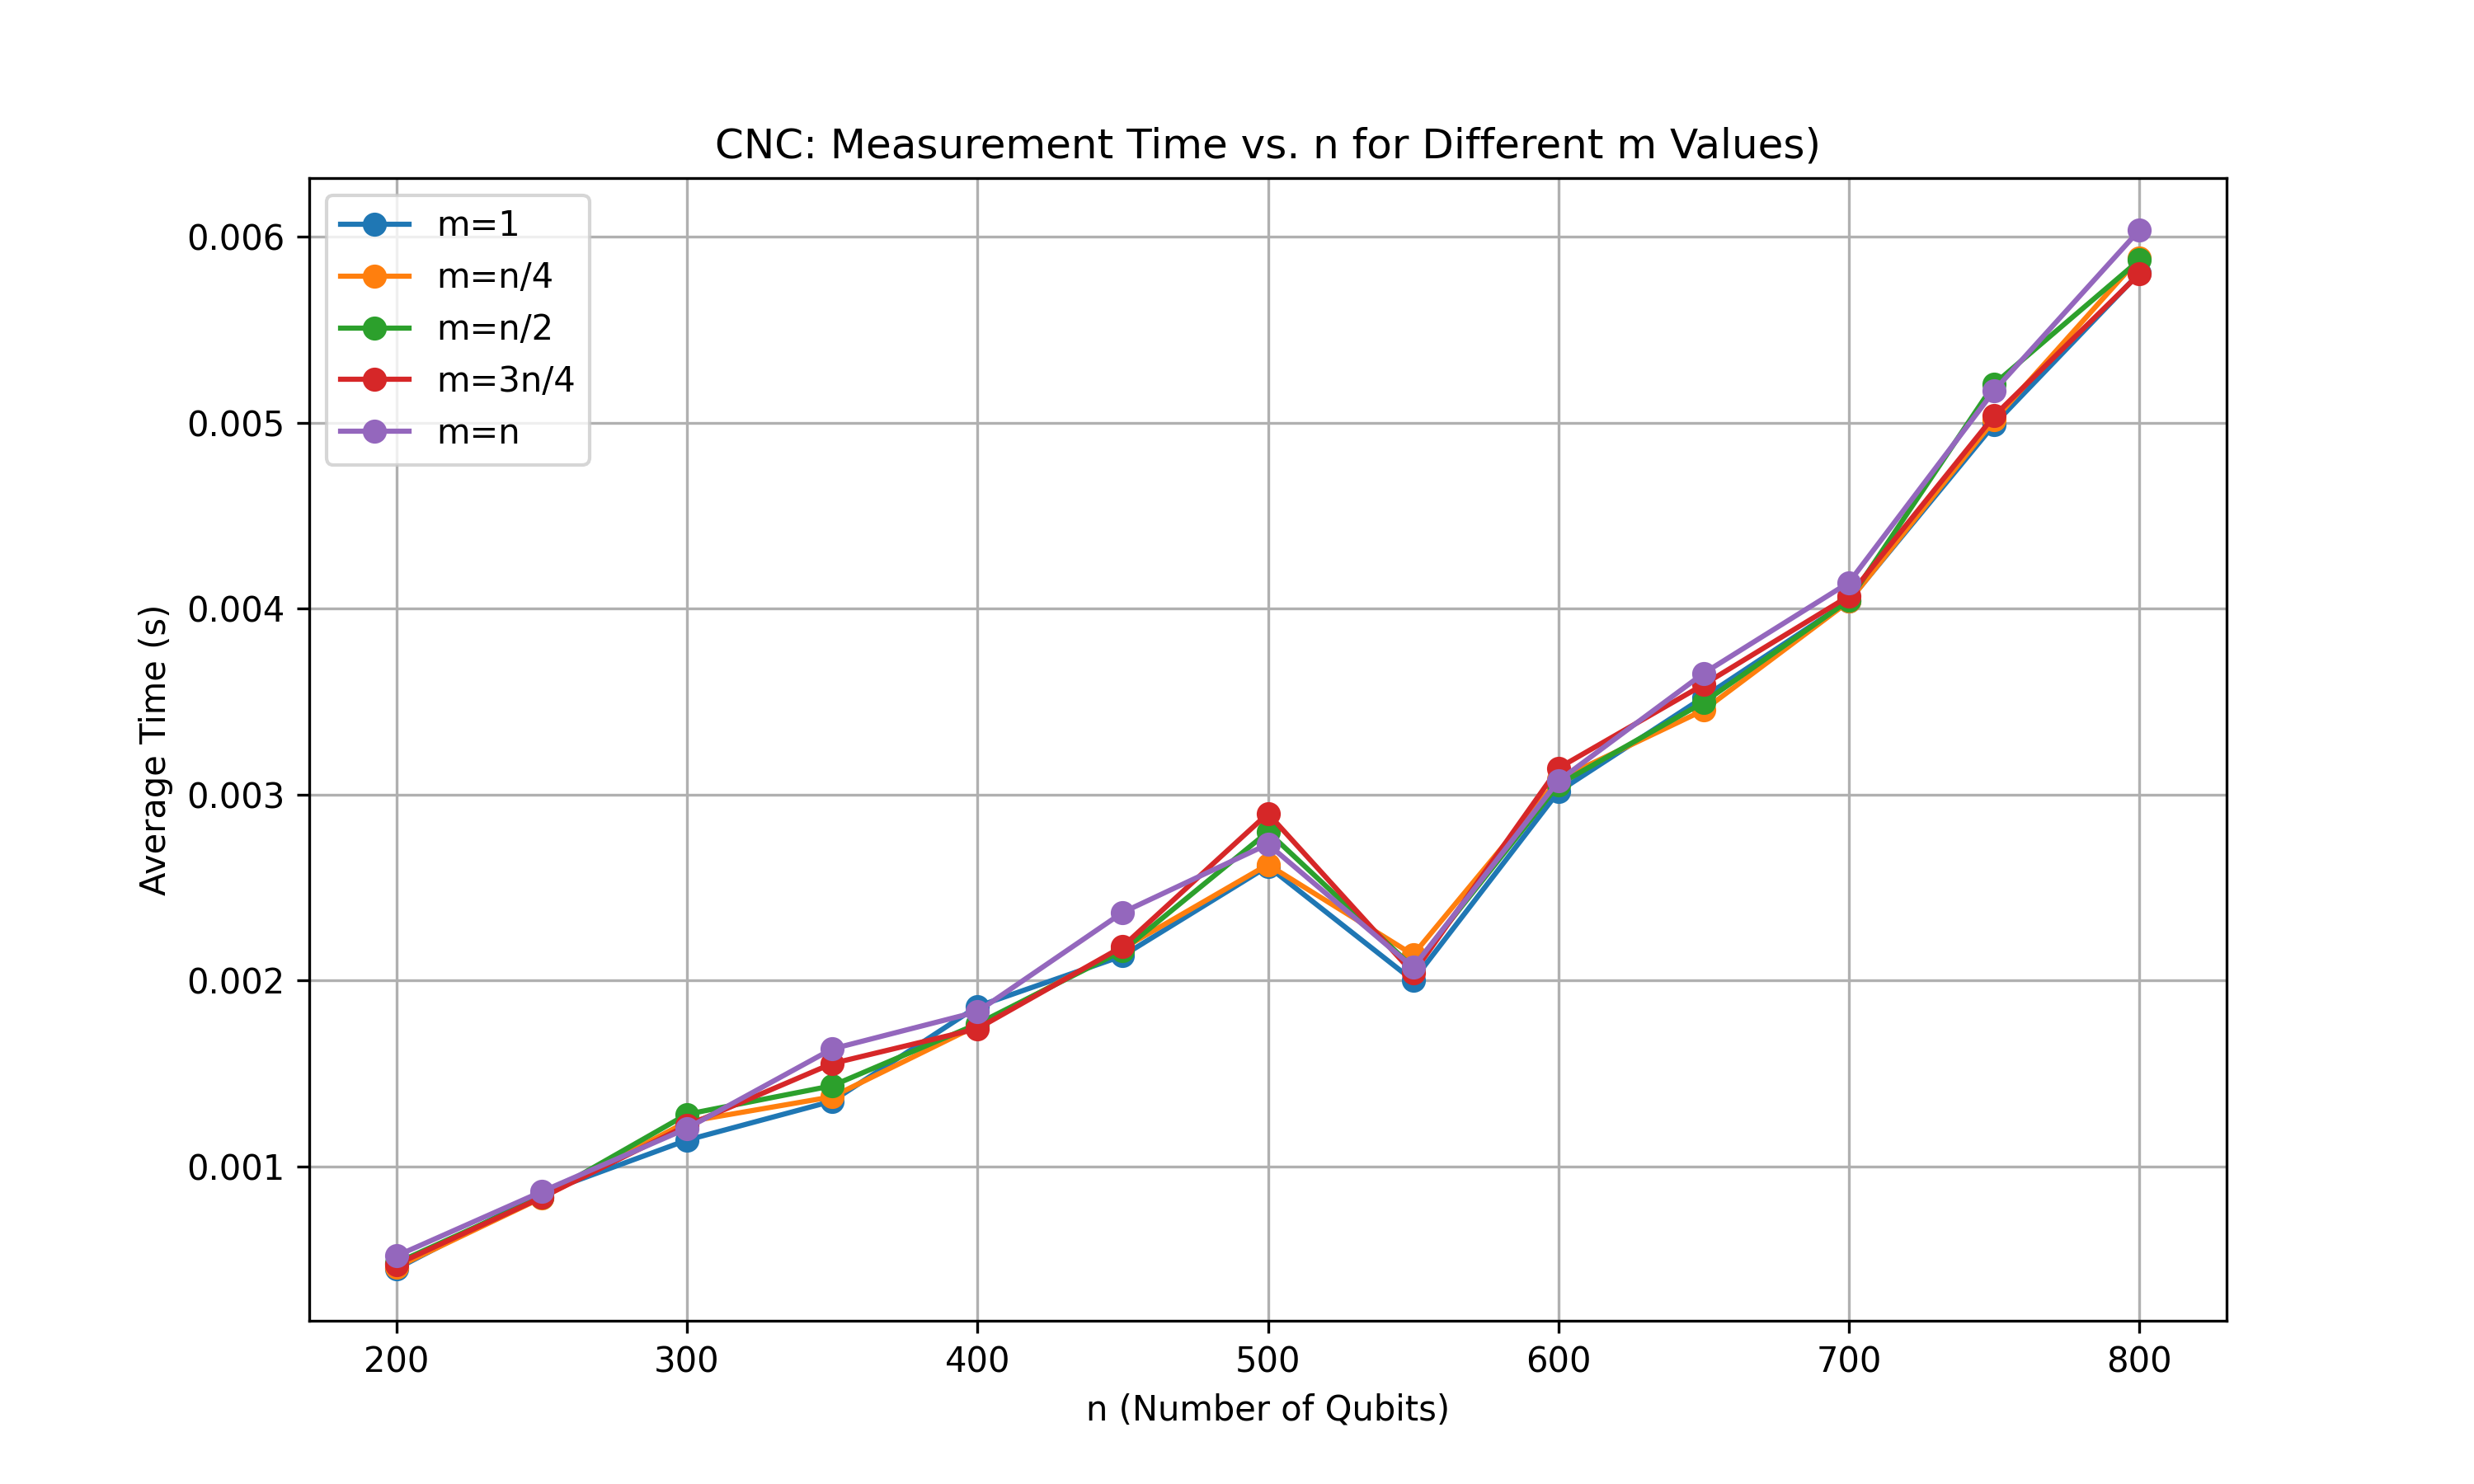 CNC: Measurement Time vs. n for Different m Values)
m=1
m=n/4
m=n/2
m=3n/4
m=n
0.006
0.005
0.004
0.003
0.002
0.001
Average Time (s)
200 300 400 500 600 700 800
n (Number of Qubits)